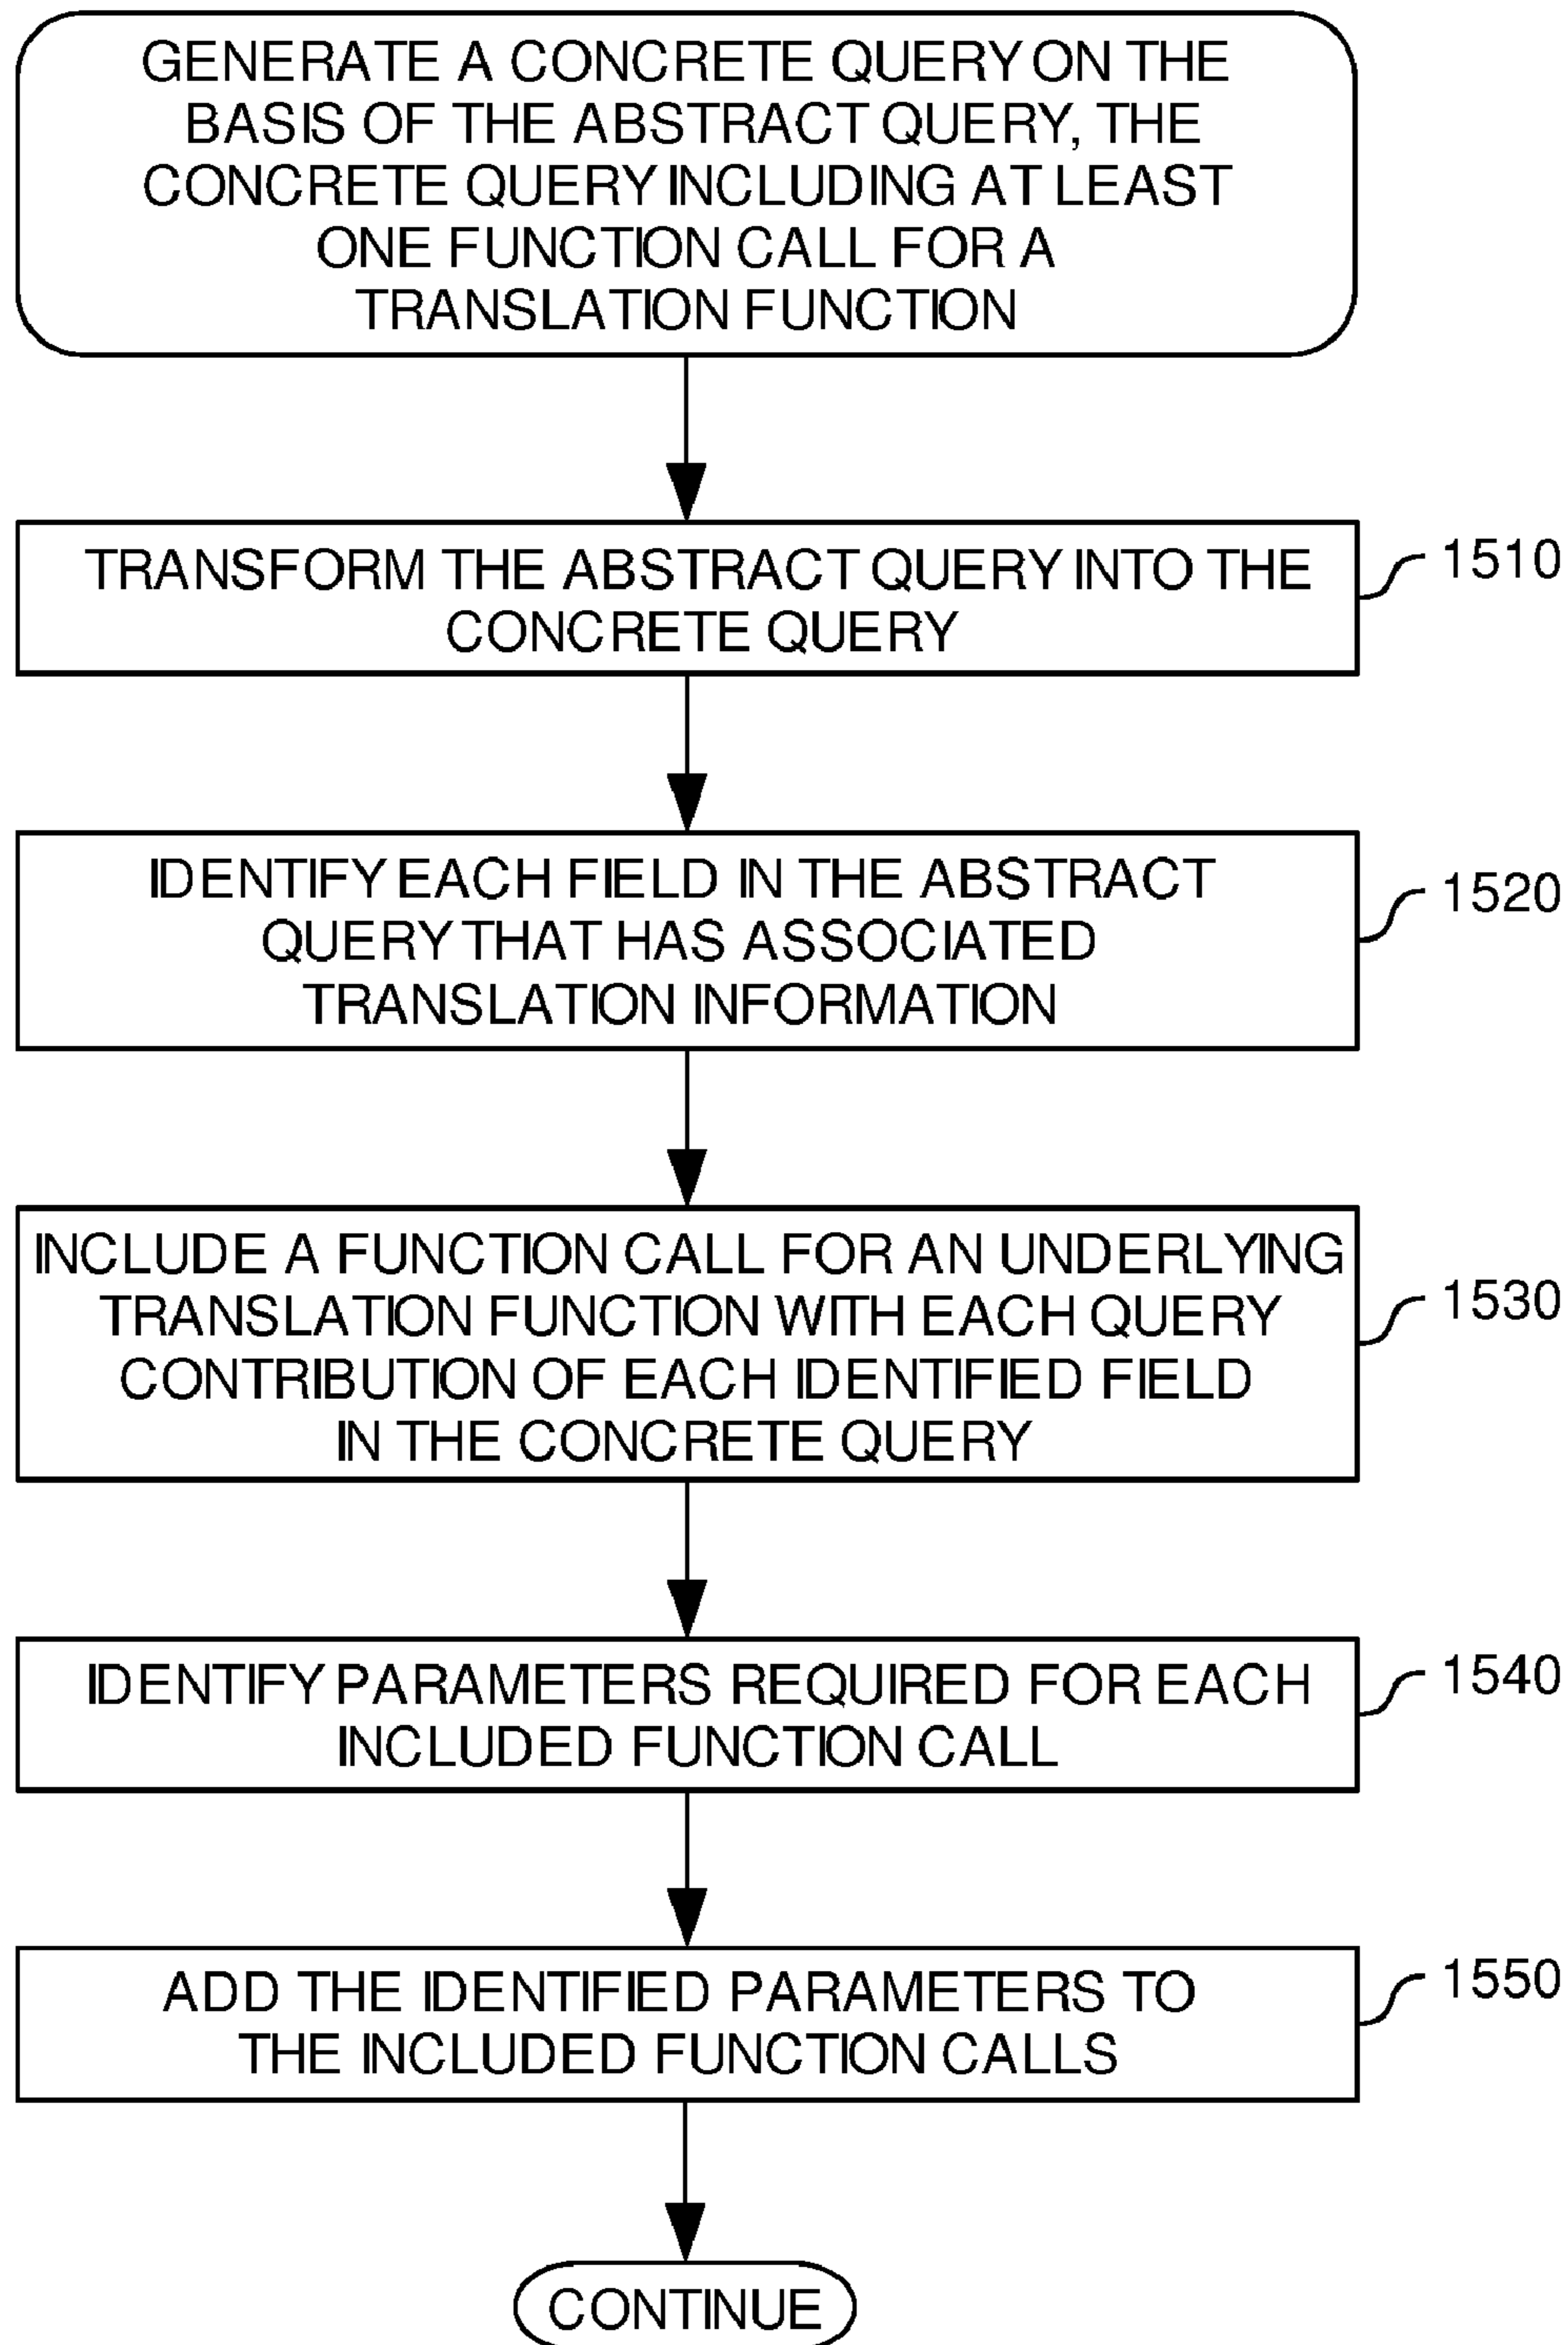 GENERATE A CONCRETE QUERY ON THE
BASIS OF THE ABSTRACT QUERY, THE
CONCRETE QUERY INCLUDING AT LEAST
ONE FUNCTION CALL FOR A
TRANSLATION FUNCTION
TRANSFORM THE ABSTRACT QUERY INTO THE
CONCRETE QUERY
1510
IDENTIFY EACH FIELD IN THE ABSTRACT
QUERY THAT HAS ASSOCIATED
TRANSLATION INFORMATION
1520
INCLUDE A FUNCTION CALL FOR AN UNDERLYING
TRANSLATION FUNCTION WITH EACH QUERY
CONTRIBUTION OF EACH IDENTIFIED FIELD
IN THE CONCRETE QUERY
1530
IDENTIFY PARAMETERS REQUIRED FOR EACH
INCLUDED FUNCTION CALL
1540
ADD THE IDENTIFIED PARAMETERS TO
THE INCLUDED FUNCTION CALLS
1550
CONTINUE